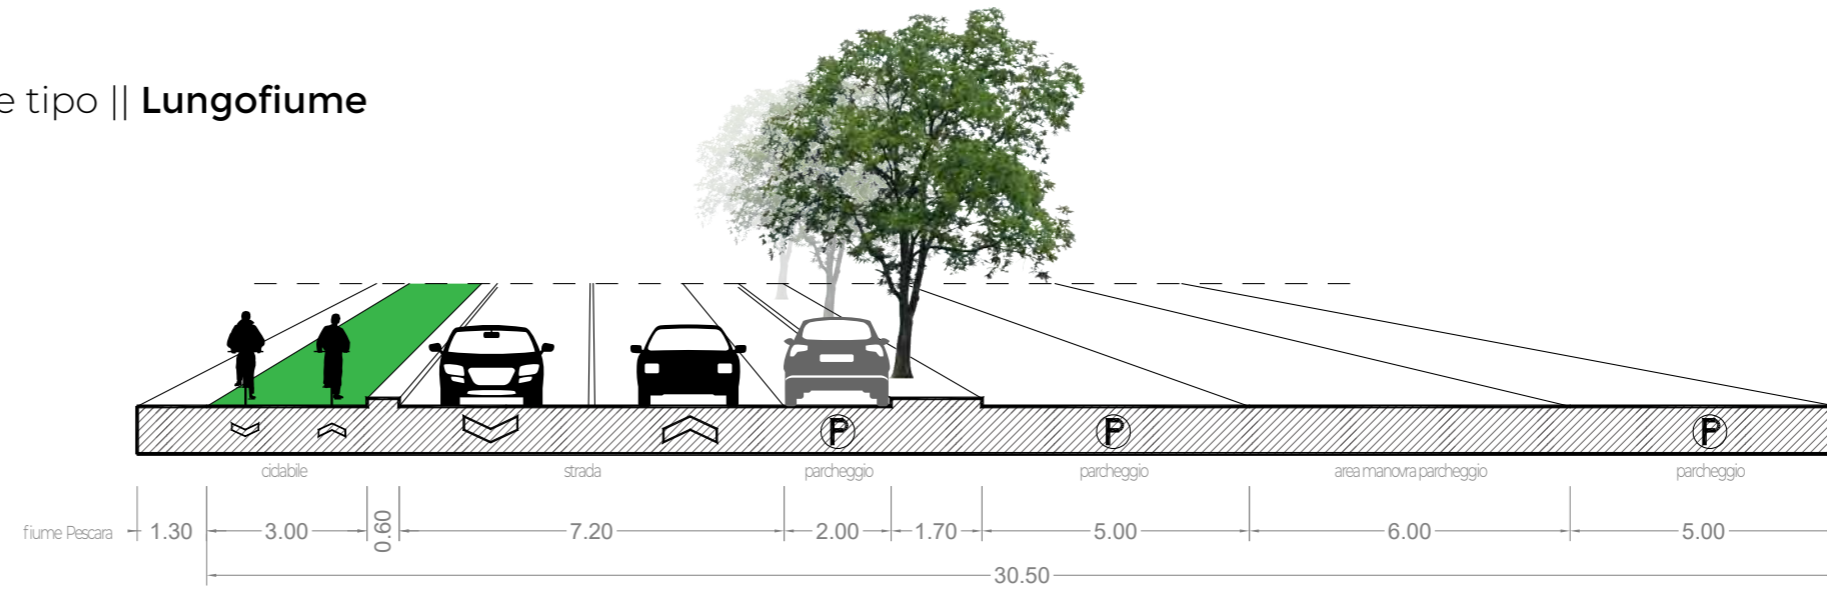 e tipo || Lungofiume
P P P
ciclabile strada parcheggio parcheggio area manovra parcheggio parcheggio
fiume Pescara 1.30 3.00 0.60 7.20 2.00 1.70 5.00 6.00 5.00
30.50